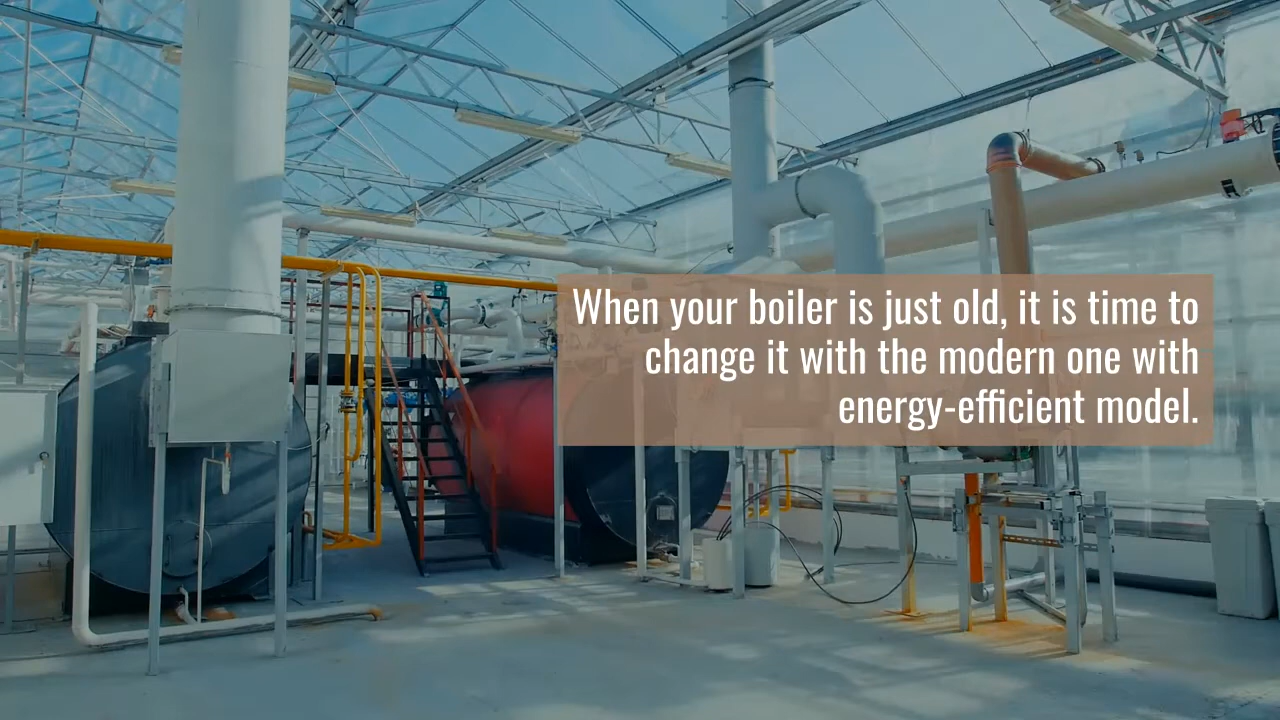 When your boiler is just old, it is time to
change it with the modern one with
energy-efficient model.